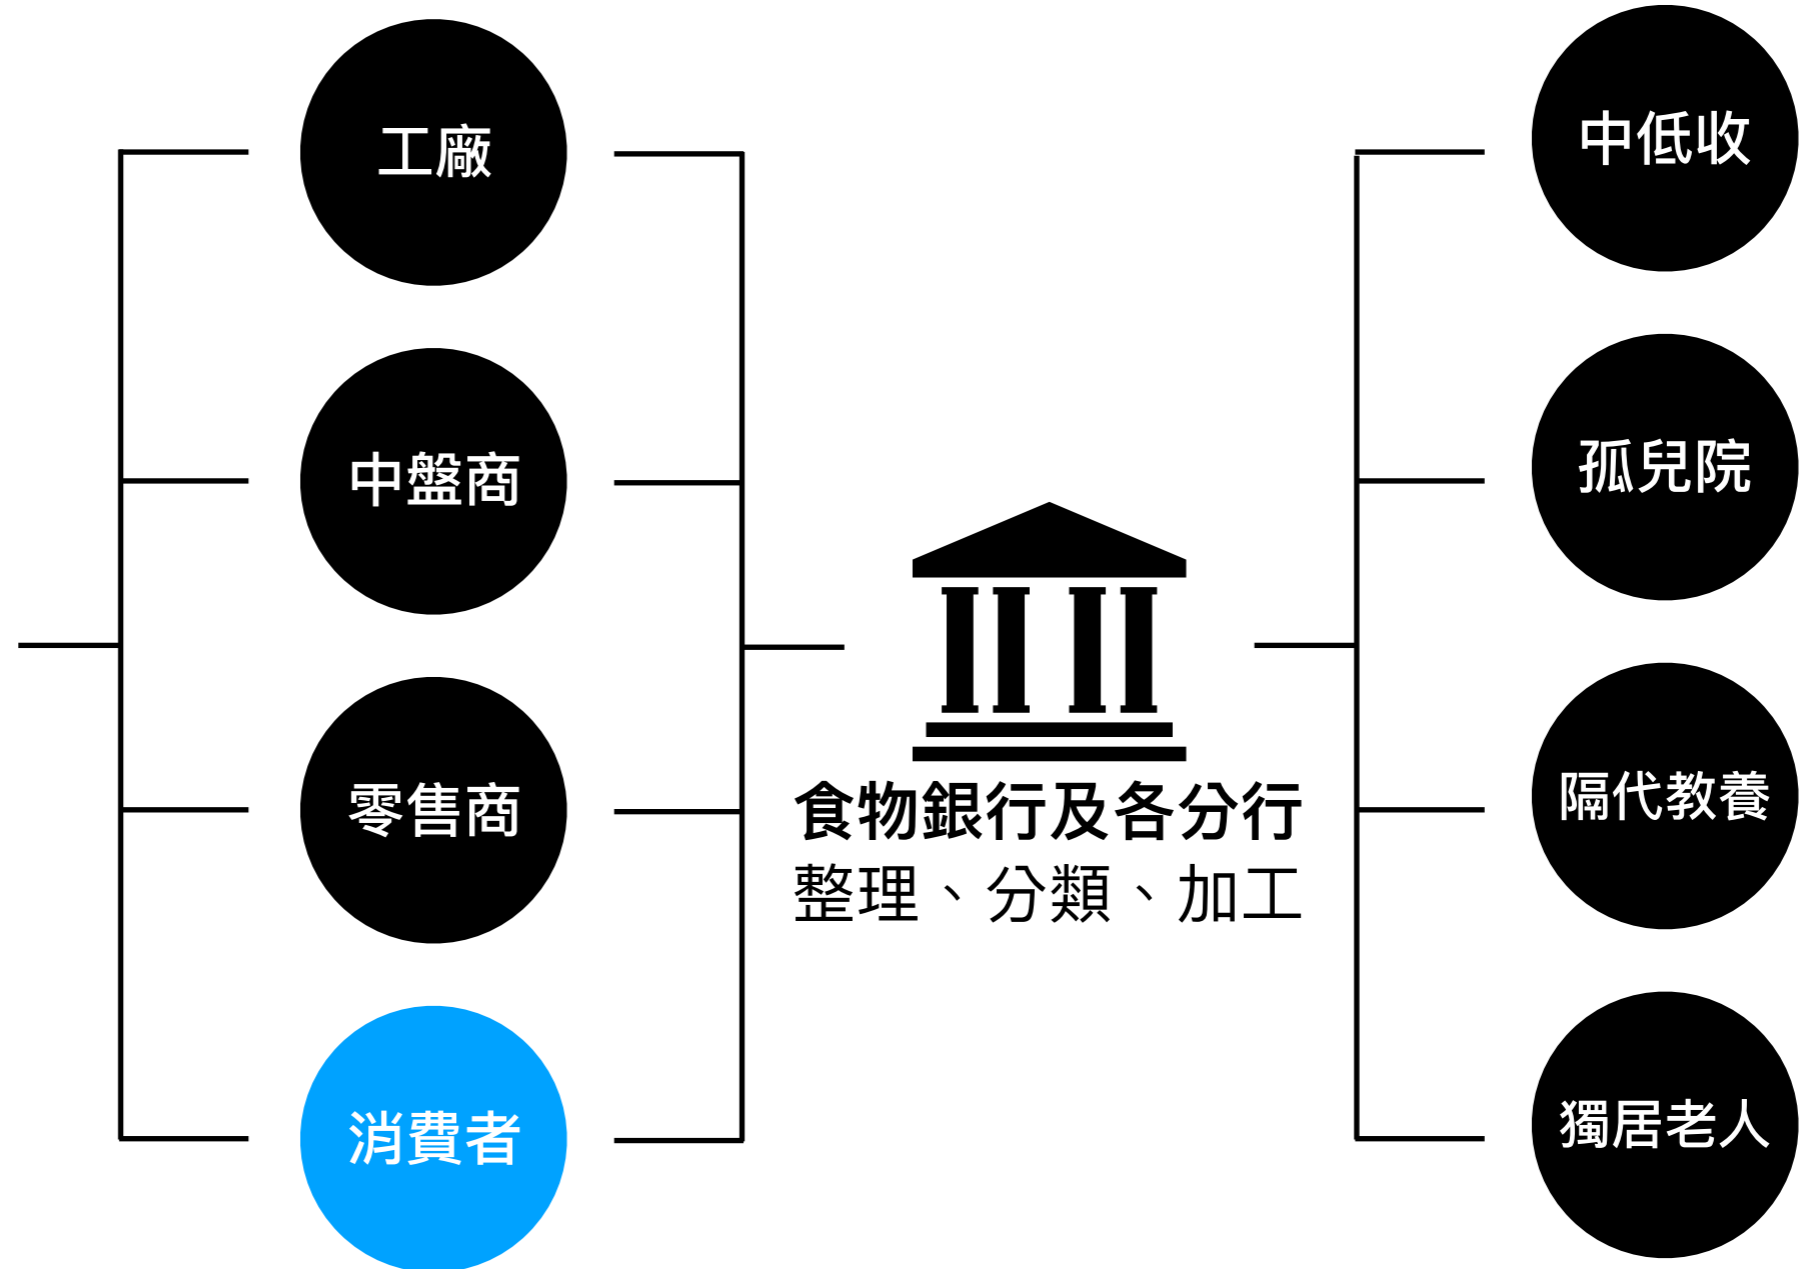 工廠
中盤商
零售商
消費者
食物銀行及各分行
整理、分類、加工
中低收
孤兒院
隔代教養
獨居老人